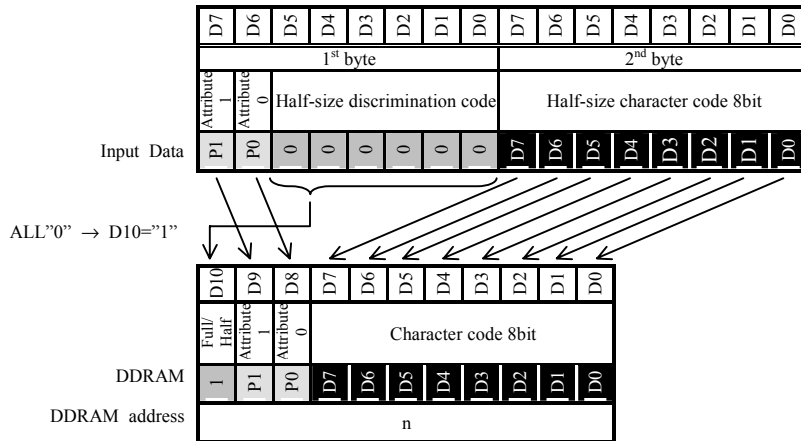 D7 D6 D5 D4 D3 D2 D1 D0 D7 D6 D5 D4 D3 D2 D1 D0
1st byte 2nd byte
Attribute 1 Attribute 0 Half-size discrimination code Half-size character code 8bit
Input Data P1 P0 0 0 0 0 0 0 D7 D6 D5 D4 D3 D2 D1 D0
ALL"0" → D10="1"
D10 D9 D8 D7 D6 D5 D4 D3 D2 D1 D0
Full/Half Attribute 1 Attribute 0 Character code 8bit
DDRAM 1 P1 P0 D7 D6 D5 D4 D3 D2 D1 D0
DDRAM address n